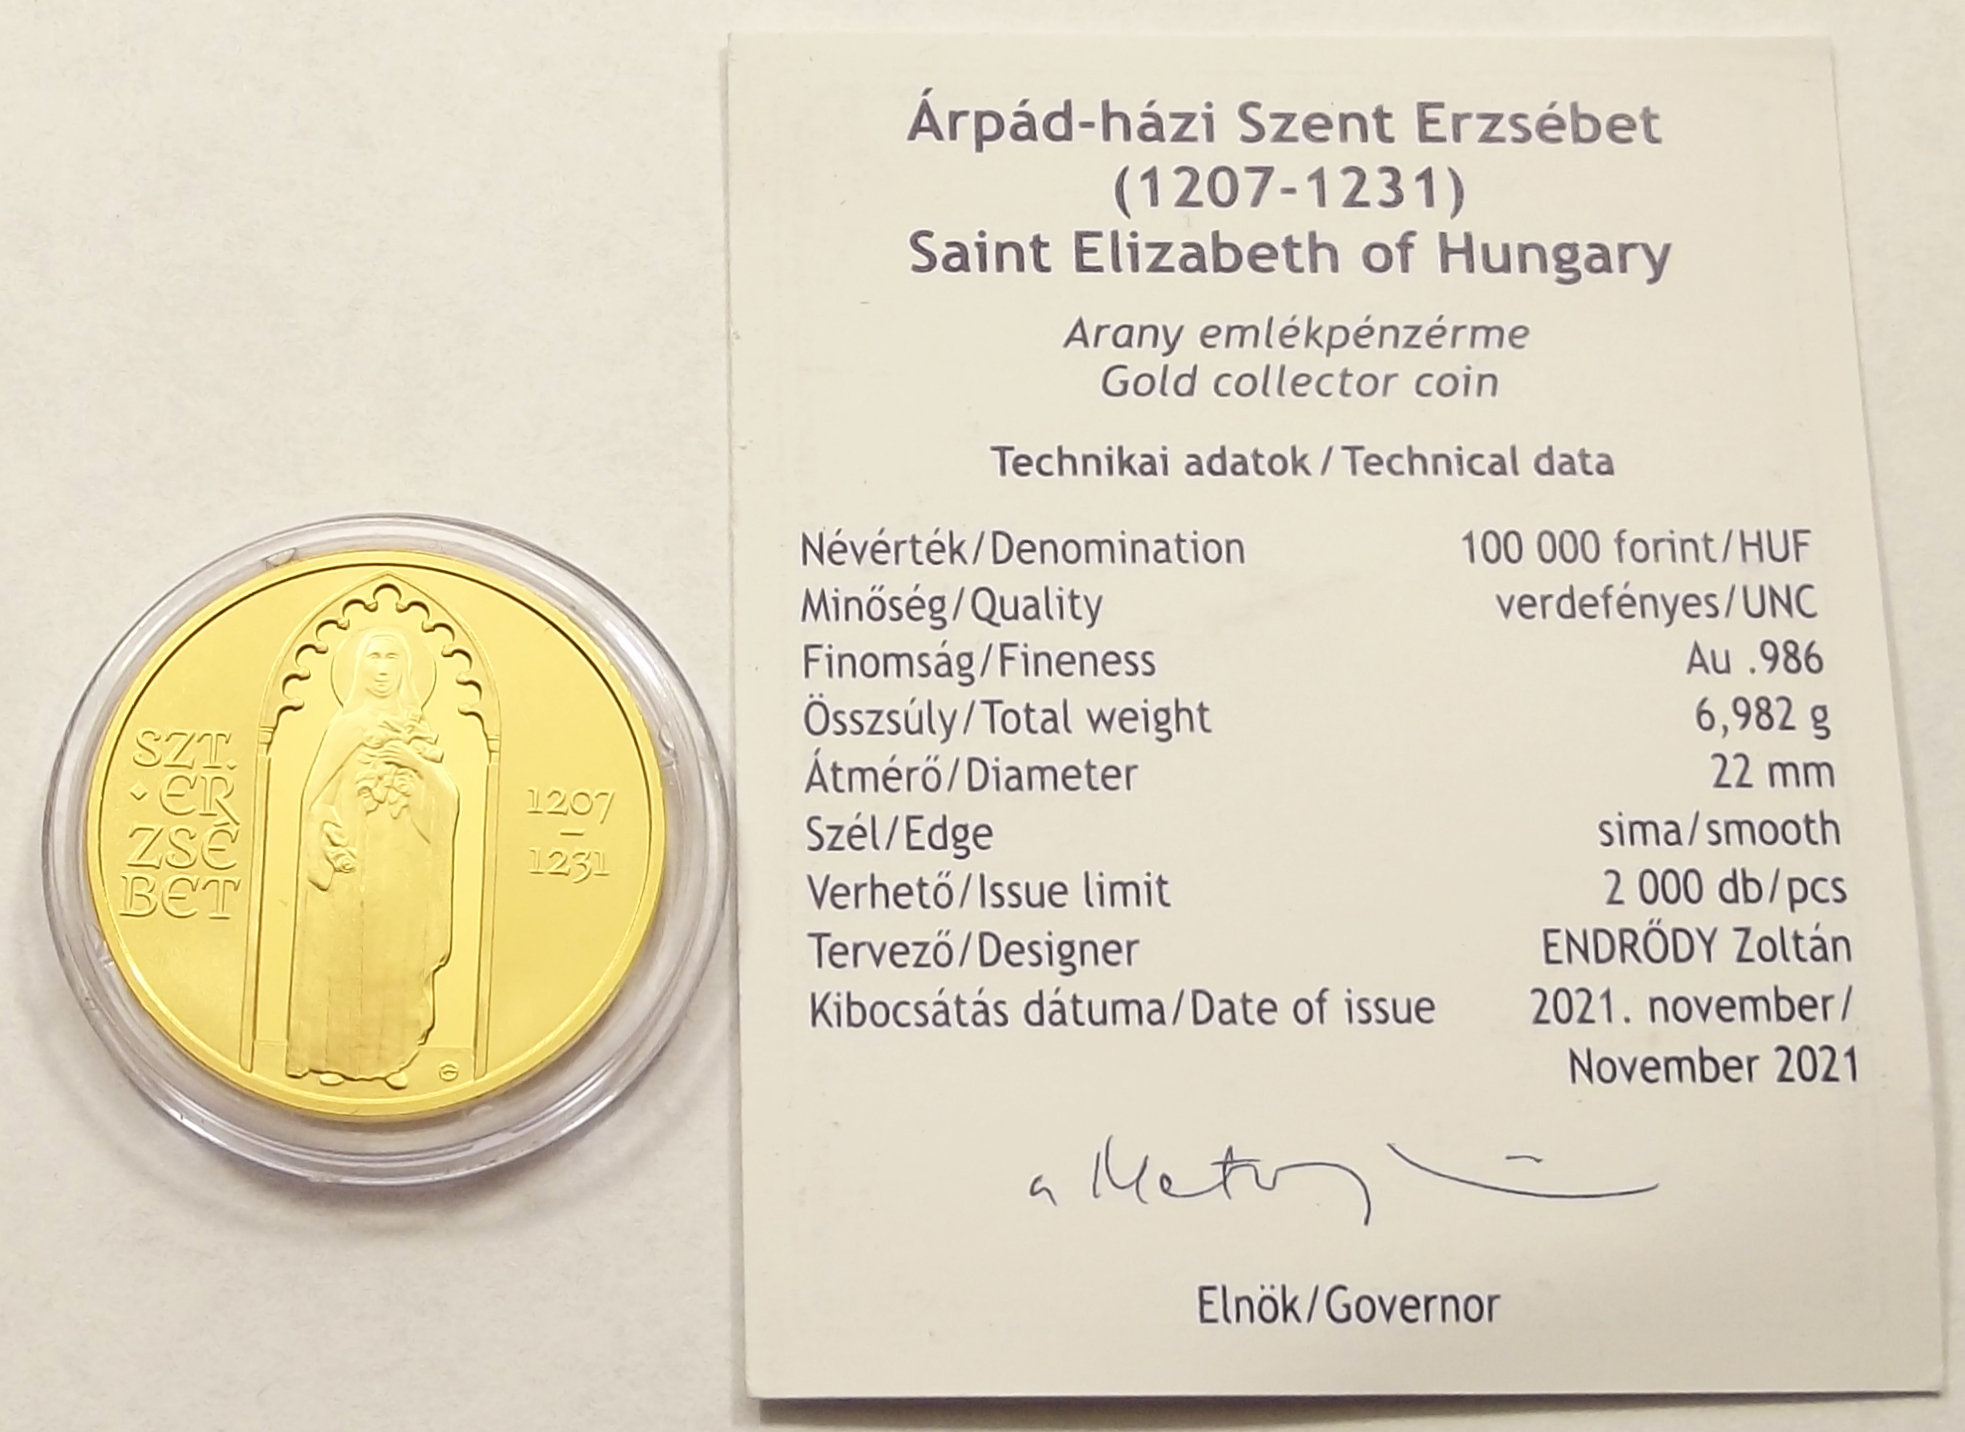 SZT.
· ER
ZSÉ
BET
1207
–
1231
Árpád-házi Szent Erzsébet
(1207-1231)
Saint Elizabeth of Hungary
Arany emlékpénzérme
Gold collector coin
Technikai adatok / Technical data
Névérték/Denomination 100 000 forint/HUF
Minőség/Quality verdefényes/UNC
Finomság/Fineness Au .986
Összsúly/Total weight 6,982 g
Átmérő/Diameter 22 mm
Szél/Edge sima/smooth
Verhető/Issue limit 2 000 db/pcs
Tervező/Designer ENDRŐDY Zoltán
Kibocsátás dátuma/Date of issue 2021. november/
November 2021
Elnök/Governor